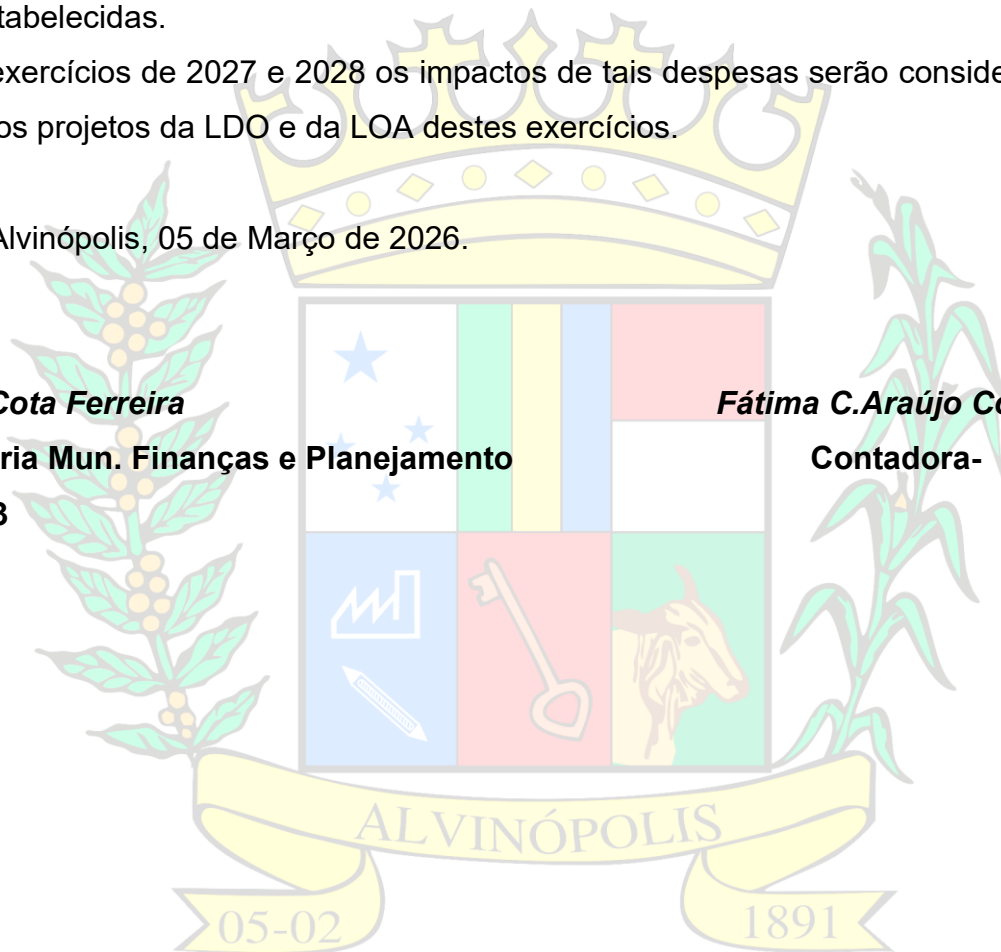 tabelecidas.
exercícios de 2027 e 2028 os impactos de tais despesas serão conside
os projetos da LDO e da LOA destes exercícios.
Alvinópolis, 05 de Março de 2026.
Cota Ferreira Fátima C.Araújo Co
ria Mun. Finanças e Planejamento Contadora-
3
ALVINÓPOLIS
05-02 1891